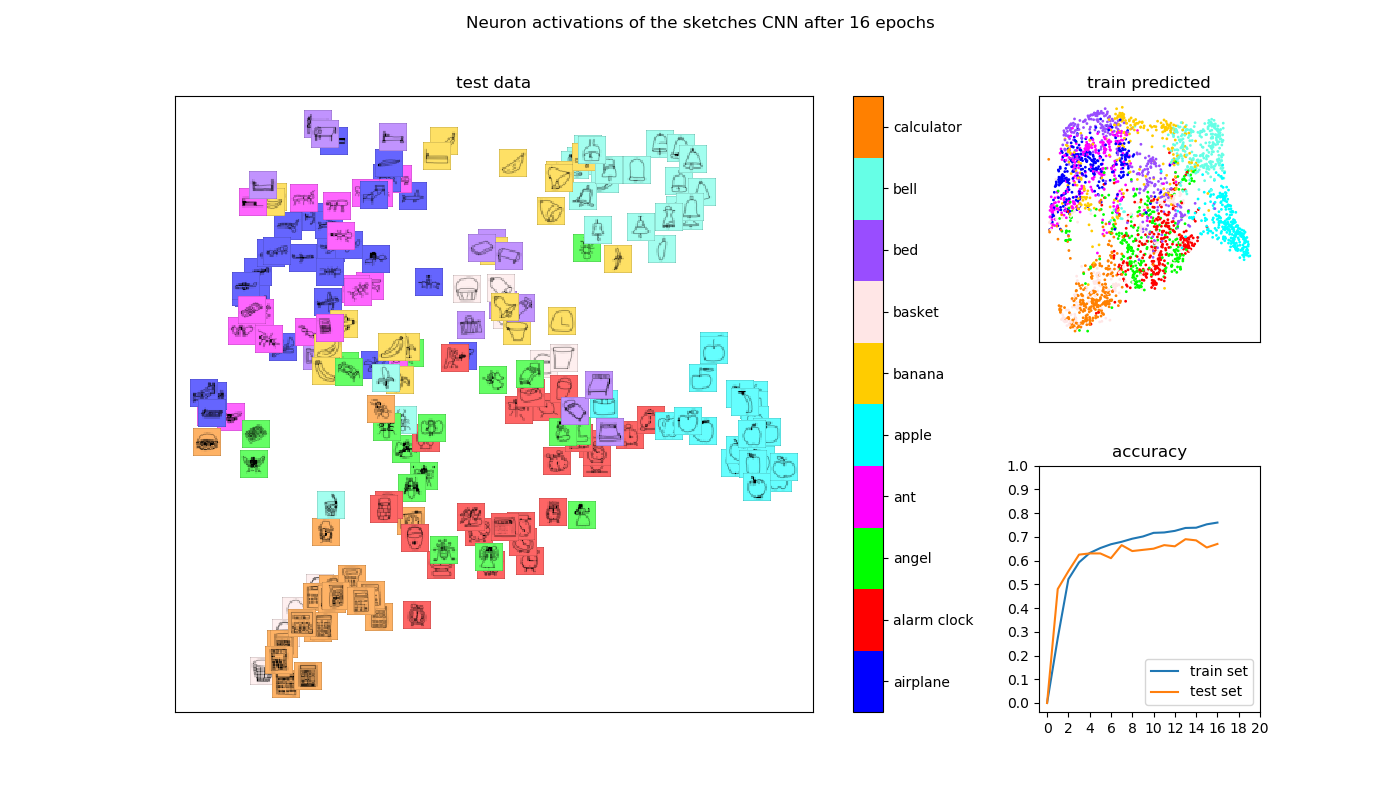 Neuron activations of the sketches CNN after 16 epochs
test data
calculator
bell
bed
basket
banana
apple
ant
angel
alarm clock
airplane
train predicted
accuracy
1.0
0.9
0.8
0.7
0.6
0.5
0.4
0.3
0.2
0.1
0.0
train set
test set
0 2 4 6 8 10 12 14 16 18 20